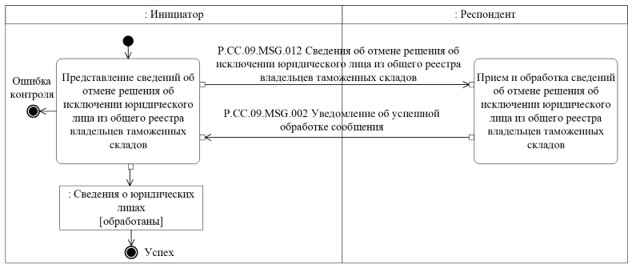 : Инициатор
: Респондент
P.CC.09.MSG.012 Сведения об отмене решения об
исключении юридического лица из общего реестра
владельцев таможенных складов
Ошибка
контроля
Представление сведений об
отмене решения об
исключении юридического
лица из общего реестра
владельцев таможенных
складов
Прием и обработка сведений
об отмене решения об
исключении юридического
лица из общего реестра
владельцев таможенных
складов
P.CC.09.MSG.002 Уведомление об успешной
обработке сообщения
: Сведения о юридических
лицах
[обработаны]
Успех